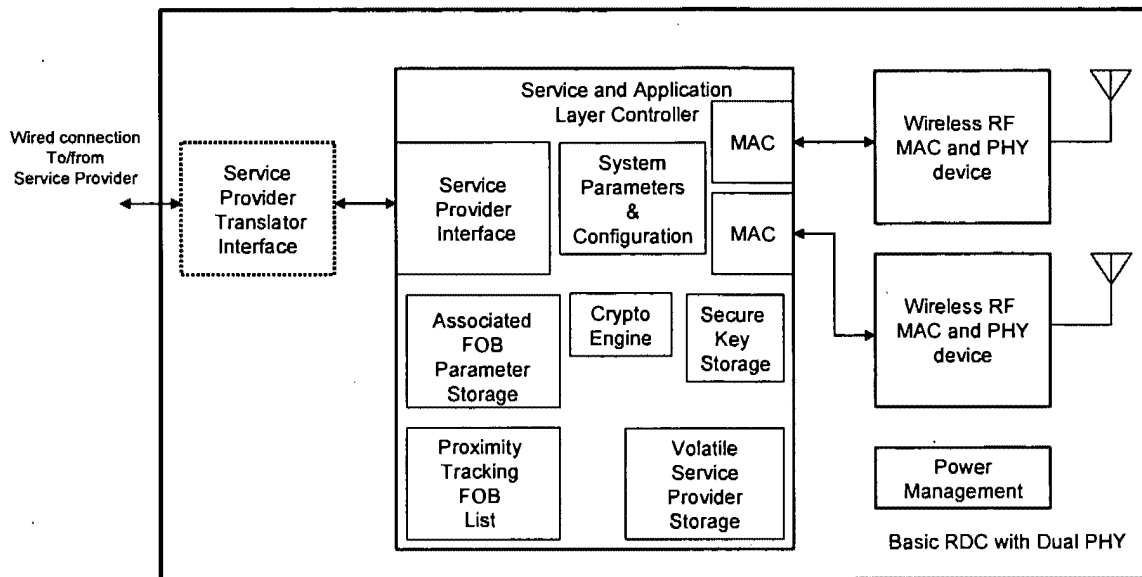 Wired connection
To/from
Service Provider
Service
Provider
Translator
Interface
Service and Application
Layer Controller
Service
Provider
Interface
System
Parameters
&
Configuration
MAC
MAC
Associated
FOB
Parameter
Storage
Crypto
Engine
Secure
Key
Storage
Proximity
Tracking
FOB
List
Volatile
Service
Provider
Storage
Wireless RF
MAC and PHY
device
Wireless RF
MAC and PHY
device
Power
Management
Basic RDC with Dual PHY